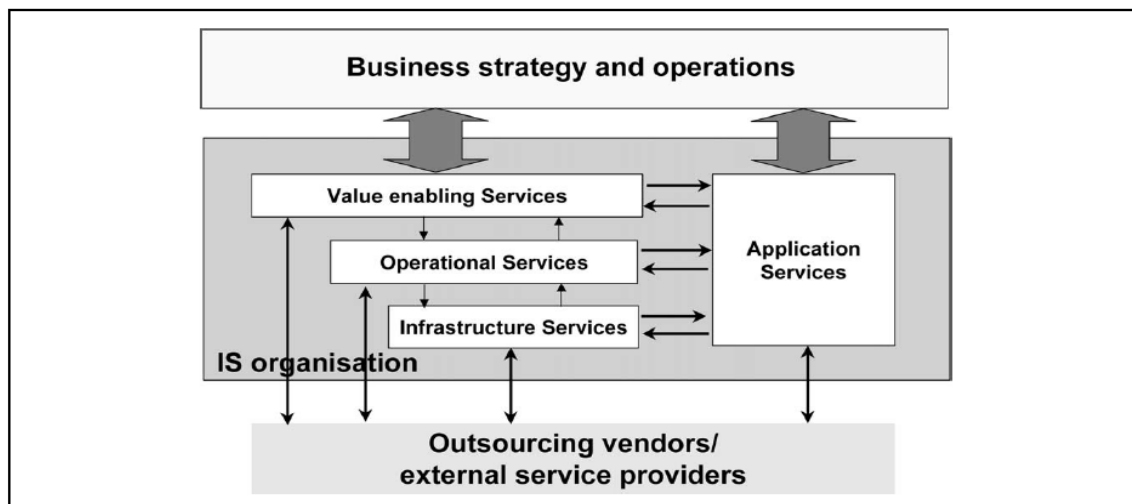 Business strategy and operations
Value enabling Services
Operational Services
Application
Services
Infrastructure Services
IS organisation
Outsourcing vendors/
external service providers